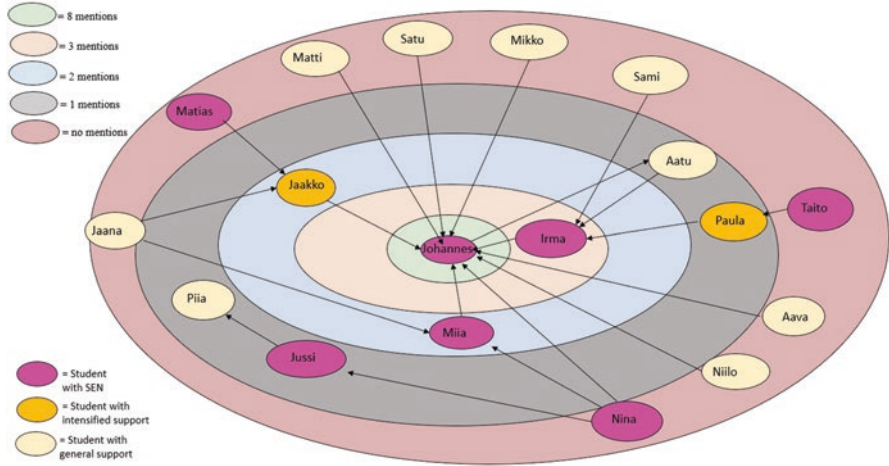 = 8 mentions
= 3 mentions
= 2 mentions
= 1 mentions
= no mentions
Satu
Mikko
Matti
Sami
Matias
Aatu
Jaakko
Taito
Paula
Jaana
Irma
Johannes
Piia
Aava
Miia
Jussi
Niilo
Nina
= Student
with SEN
= Student with
intensified support
= Student with
general support